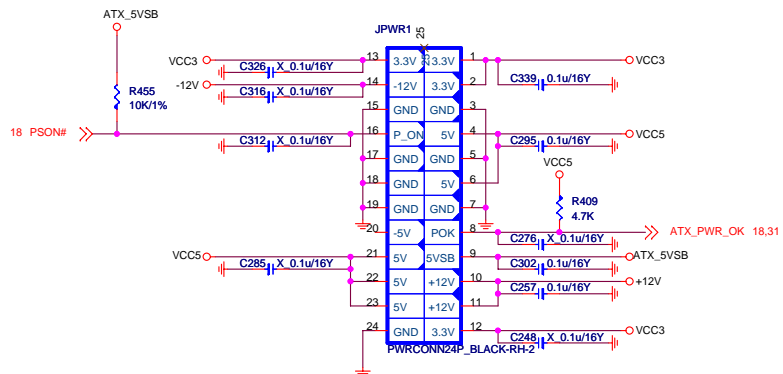 ATX_5VSB
JPWR1
25
25X
VCC3 13 3.3V 3.3V 1 VCC3
C326 X_0.1u/16Y C339 0.1u/16Y
-12V 14 -12V 3.3V 2
C316 X_0.1u/16Y
R455
10K/1%
15 GND GND 3
18 PSON# 16 P_ON 5V 4 VCC5
C312 X_0.1u/16Y C295 0.1u/16Y
17 GND GND 5
VCC5
18 GND 5V 6
R409
4.7K
19 GND GND 7
20 -5V POK 8 ATX_PWR_OK 18,31
C276 X_0.1u/16Y
VCC5 21 5V 5VSB 9 ATX_5VSB
C285 X_0.1u/16Y C302 0.1u/16Y
22 5V +12V 10 +12V
C257 0.1u/16Y
23 5V +12V 11
24 GND 3.3V 12 VCC3
C248 X_0.1u/16Y
PWRCONN24P_BLACK-RH-2